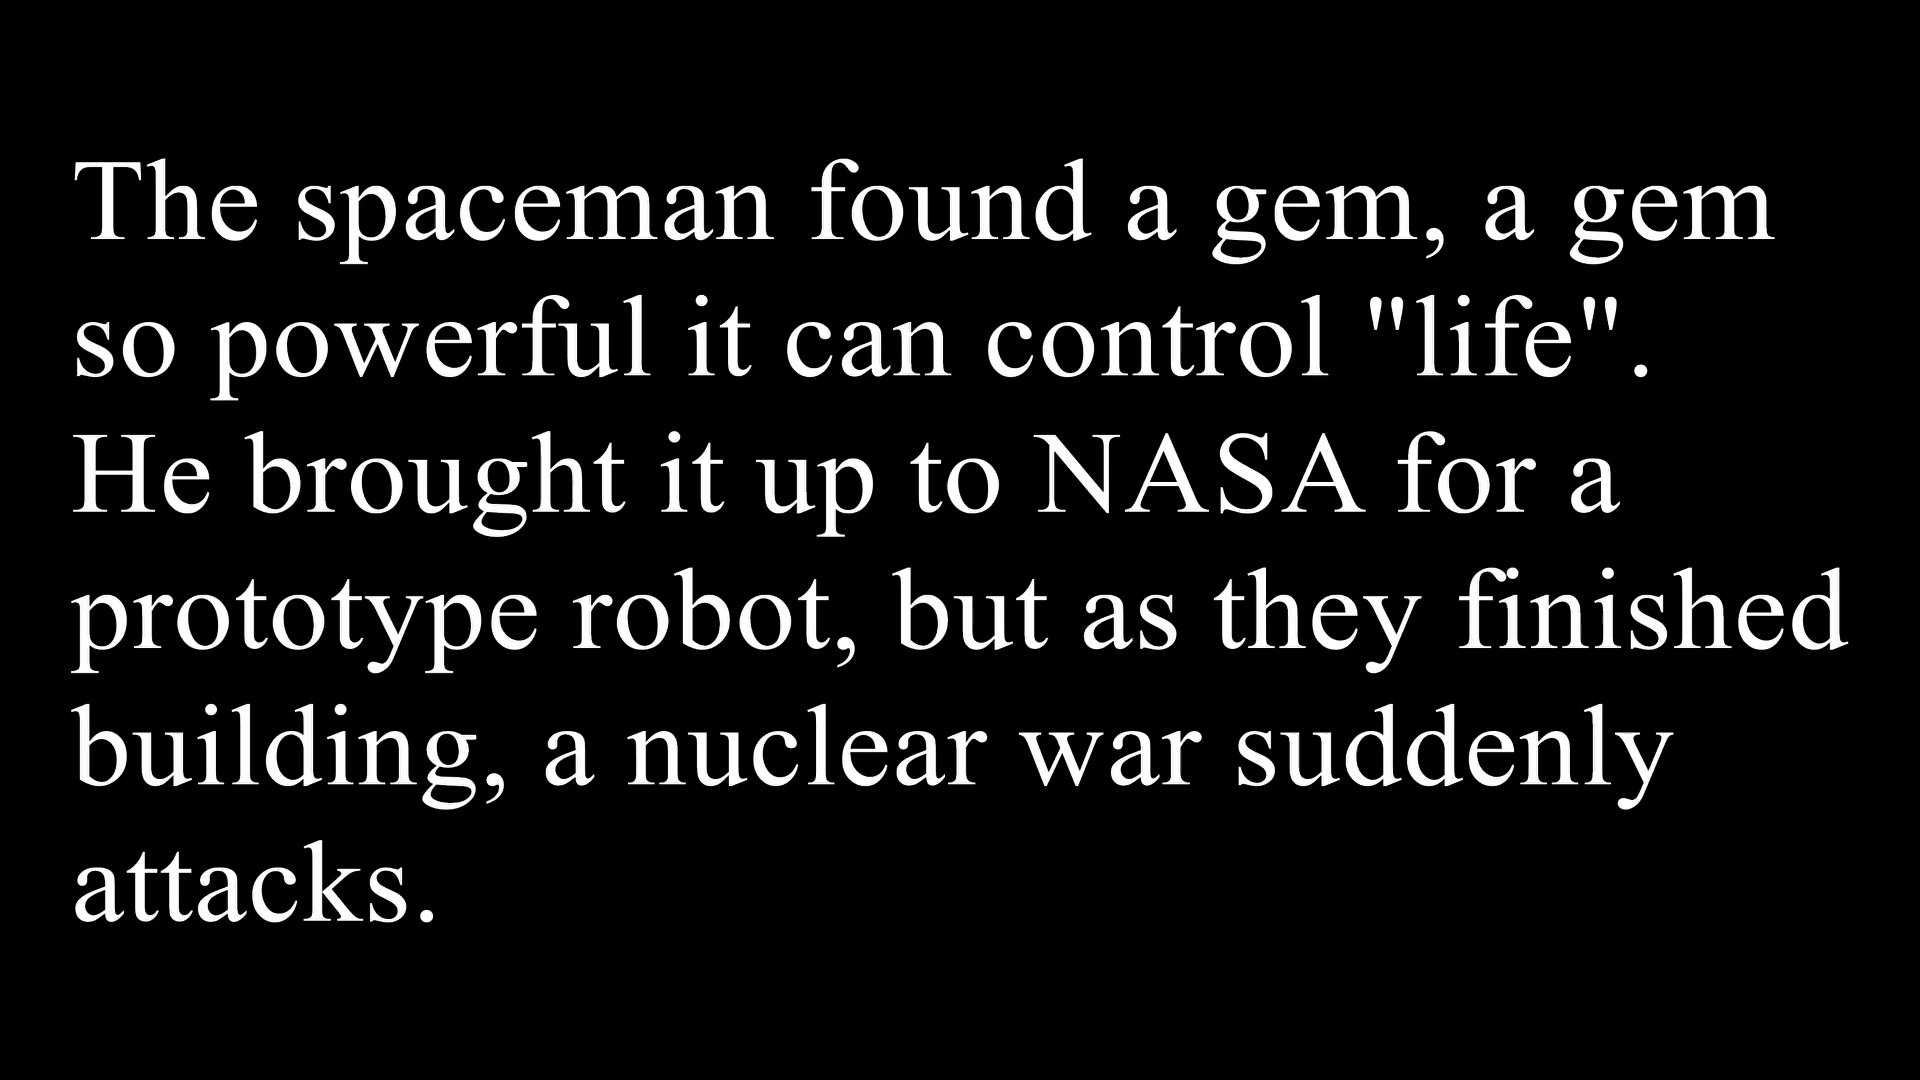 The spaceman found a gem, a gem
so powerful it can control "life".
He brought it up to NASA for a
prototype robot, but as they finished
building, a nuclear war suddenly
attacks.